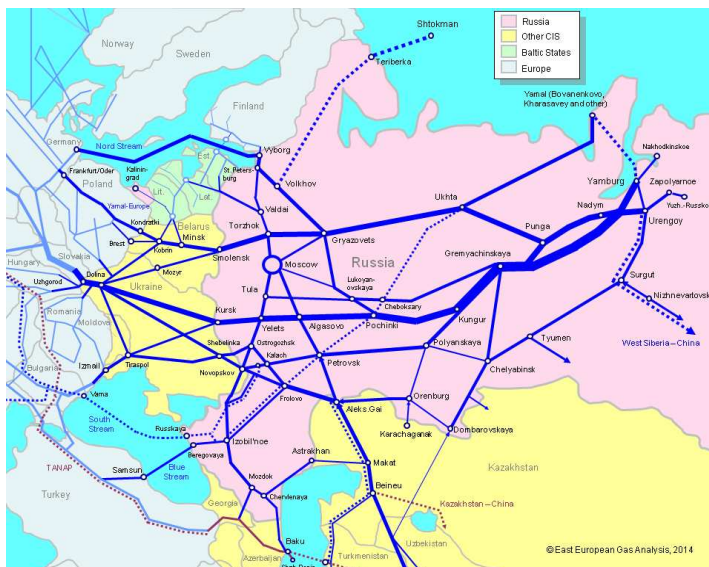 Shtokman
Russia
Other CIS
Baltic States
Europe
Norway
Sweden
Teriberka
Finland
Yamal (Bovanenkovo,
Kharasavey and other)
Germany
Nord Stream
Vyborg
Est.
St. Peters-
burg
Nakhodkinskoe
Frankfurt/Oder
Kalinin-
grad
Lit.
Lat.
Volkhov
Yamburg
Zapolyarnoe
Poland
Yamal-Europe
Valdai
Ukhta
Nadym
Yuzh.-Russkoe
Urengoy
Kondratki
Belarus
Minsk
Torzhok
Gryazovets
Punga
Brest
Kobrin
Smolensk
Russia
Gremyachinskaya
Slovakia
Mozyr
Moscow
Hungary
Dolina
Lukoyan-
ovskaya
Cheboksary
Surgut
Uzhgorod
Ukraine
Tula
Nizhnevartovsk
Romania
Kursk
Kungur
Moldova
Yelets
Algasovo
Pochinki
Tyumen
West Siberia – China
Shebelinka
Ostrogozhsk
Polyanskaya
Bulgaria
Izmail
Tiraspol
Novopskov
Kalach
Petrovsk
Chelyabinsk
Varna
Frolovo
Aleks.Gai
Orenburg
South
Stream
Russkaya
Karachaganak
Dombarovskaya
Izobil'noe
Beregovaya
Astrakhan
TANAP
Samsun
Blue
Stream
Makat
Kazakhstan
Mozdok
Chervlenaya
Beineu
Turkey
Kazakhstan – China
Georgia
Baku
Uzbekistan
Azerbaijan
Turkmenistan
©East European Gas Analysis, 2014